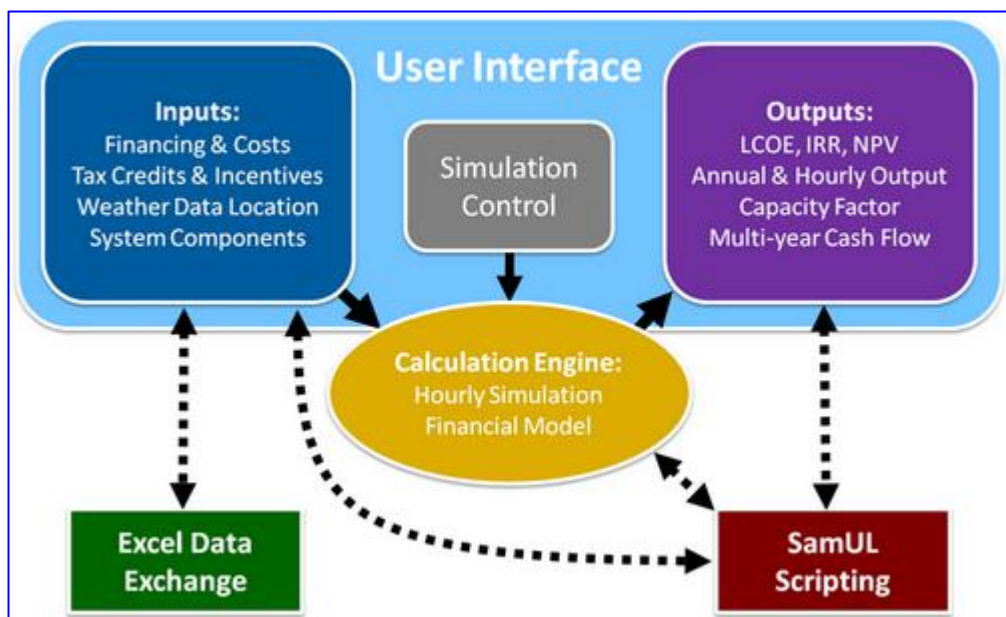 User Interface
Inputs:
Financing & Costs
Tax Credits & Incentives
Weather Data Location
System Components
Simulation
Control
Outputs:
LCOE, IRR, NPV
Annual & Hourly Output
Capacity Factor
Multi-year Cash Flow
Calculation Engine:
Hourly Simulation
Financial Model
Excel Data
Exchange
SamUL
Scripting